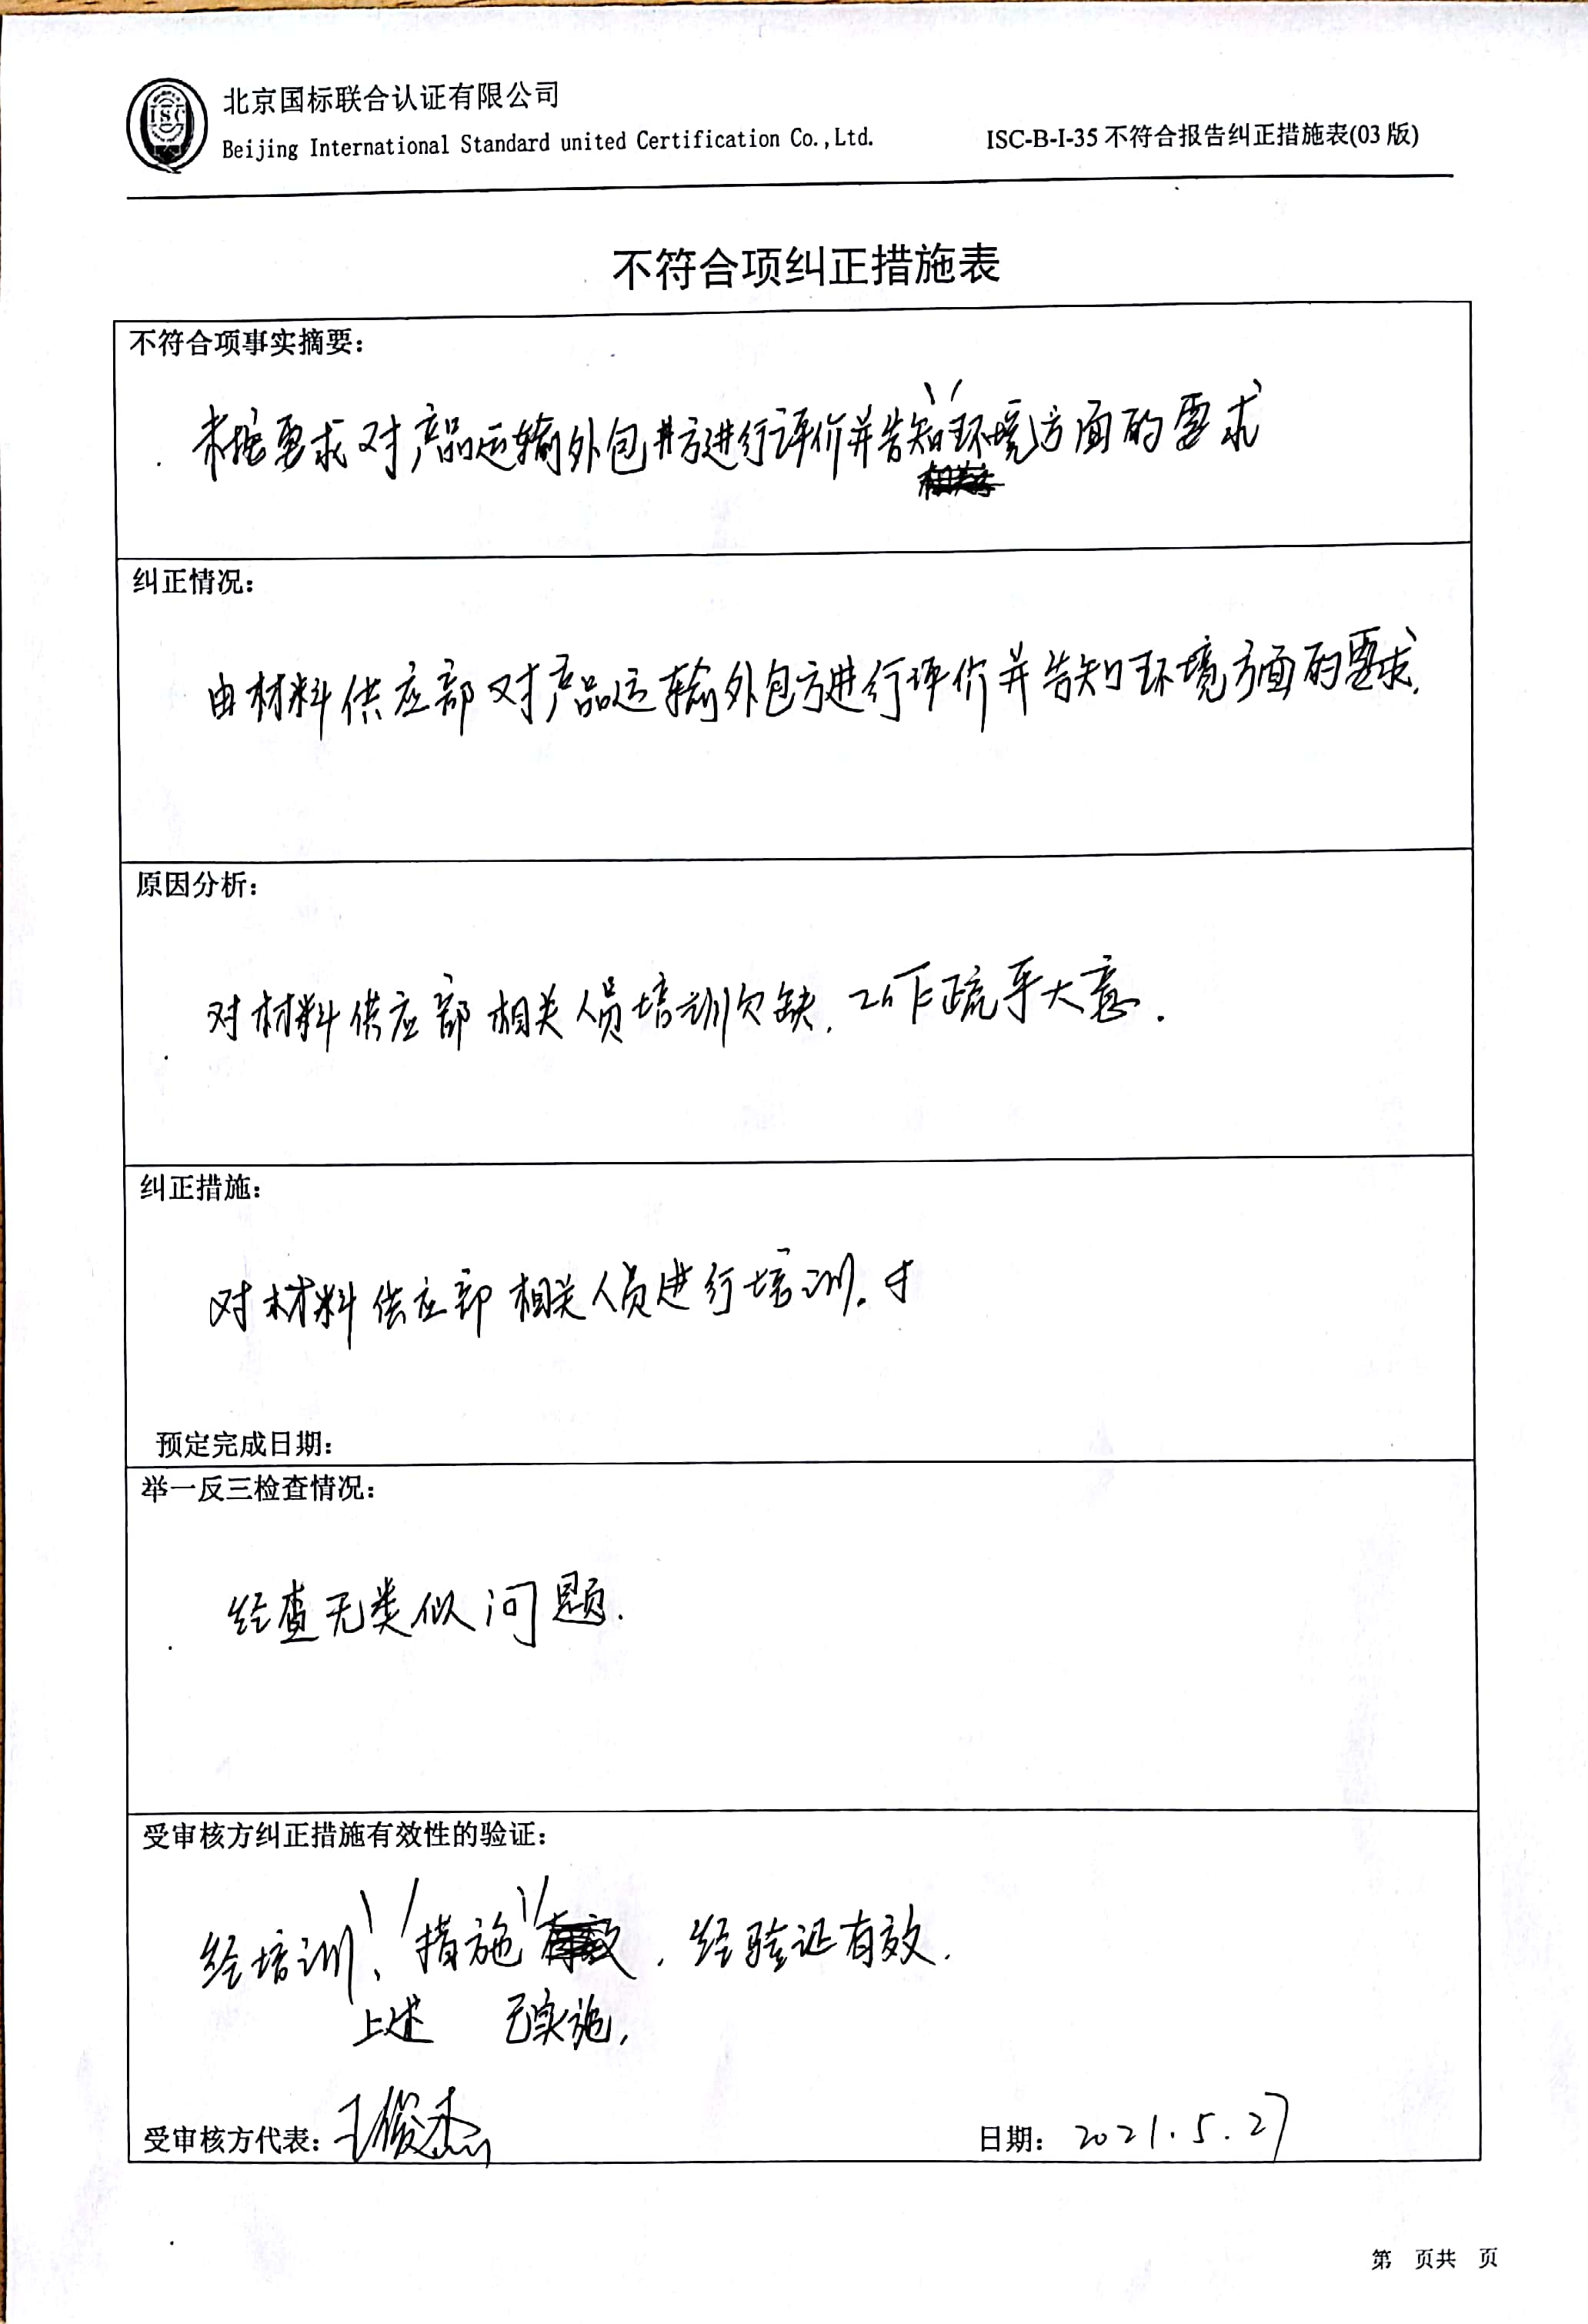 ISC
北京国标联合认证有限公司
Beijing International Standard united Certification Co.,Ltd.
ISC-B-I-35 不符合报告纠正措施表(03 版)
不符合项纠正措施表
不符合项事实摘要：
未按要求对产品运输外包方进行评价并告知环境方面的要求
纠正情况：
由材料供应部对产品运输外包方进行评价并告知环境方面的要求.
原因分析：
对材料供应部相关人员培训欠缺，工作疏乎大意.
纠正措施：
对材料供应部相关人员进行培训.
预定完成日期：
举一反三检查情况：
经查无类似问题.
受审核方纠正措施有效性的验证：
经培训、上述措施已实施，经验证有效.
受审核方代表：王俊杰
日期： 2021.5.27
第 页共 页